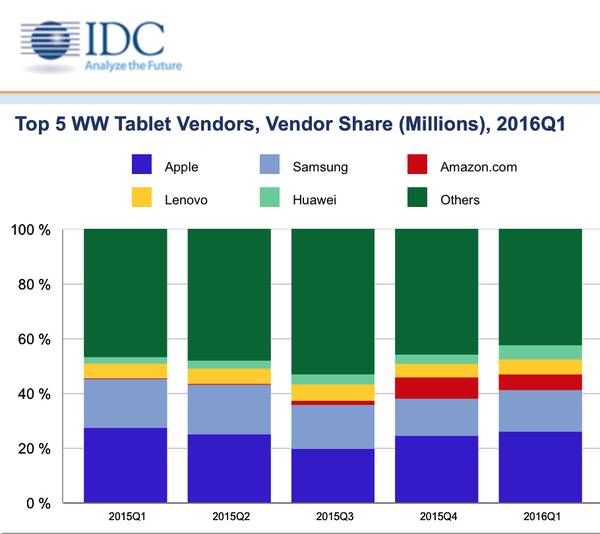 IDC
Analyze the Future
Top 5 WW Tablet Vendors, Vendor Share (Millions), 2016Q1
Apple Samsung Amazon.com
Lenovo Huawei Others
100 %
80 %
60 %
40 %
20 %
0 %
2015Q1 2015Q2 2015Q3 2015Q4 2016Q1